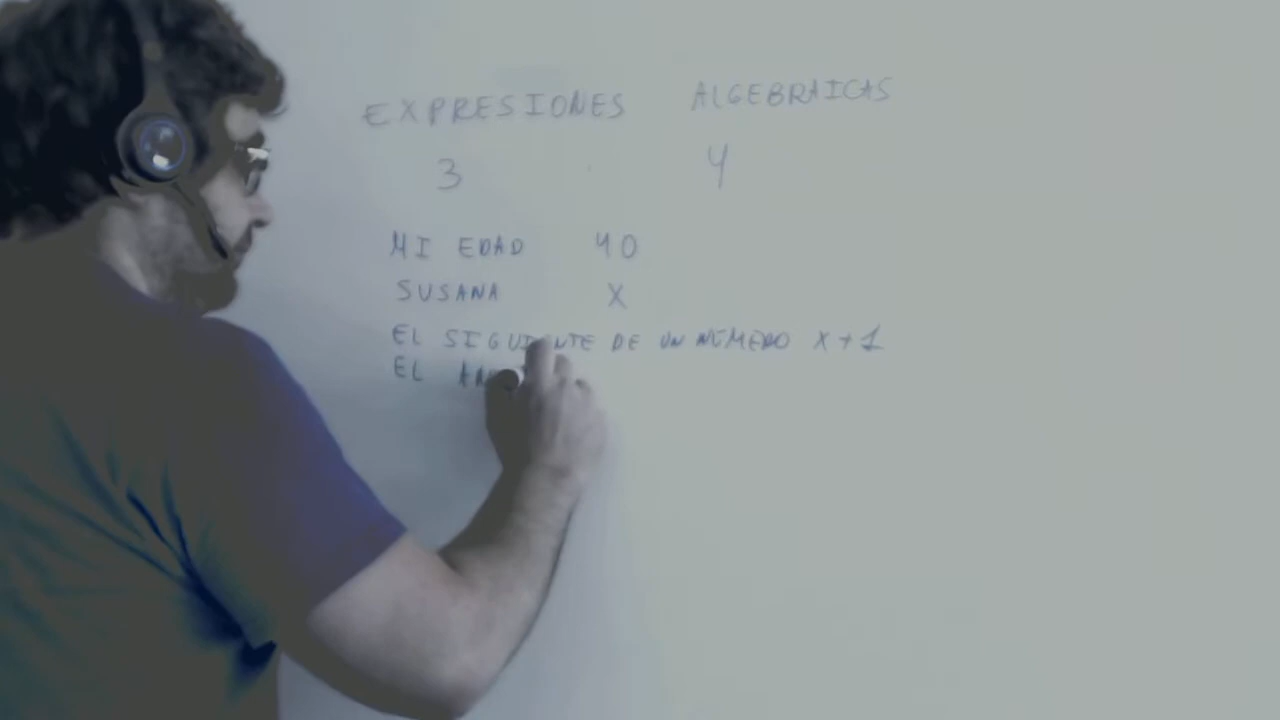 EXPRESIONES ALGEBRAICAS
3 4
MI EDAD 40
SUSANA X
EL SIGUIENTE DE UN NÚMERO X+1
EL